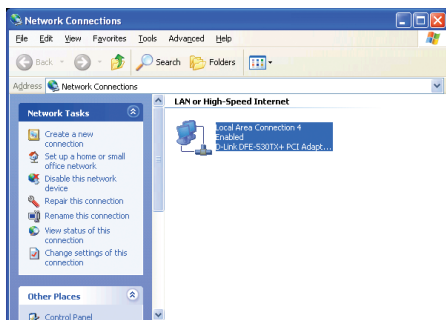 Network Connections
File Edit View Favorites Tools Advanced Help
Back Search Folders
Address Network Connections
Network Tasks
Create a new
connection
Set up a home or small
office network
Disable this network
device
Repair this connection
Rename this connection
View status of this
connection
Change settings of this
connection
Other Places
Control Panel
LAN or High-Speed Internet
Local Area Connection 4
Enabled
D-Link DFE-530TX+ PCI Adapt...